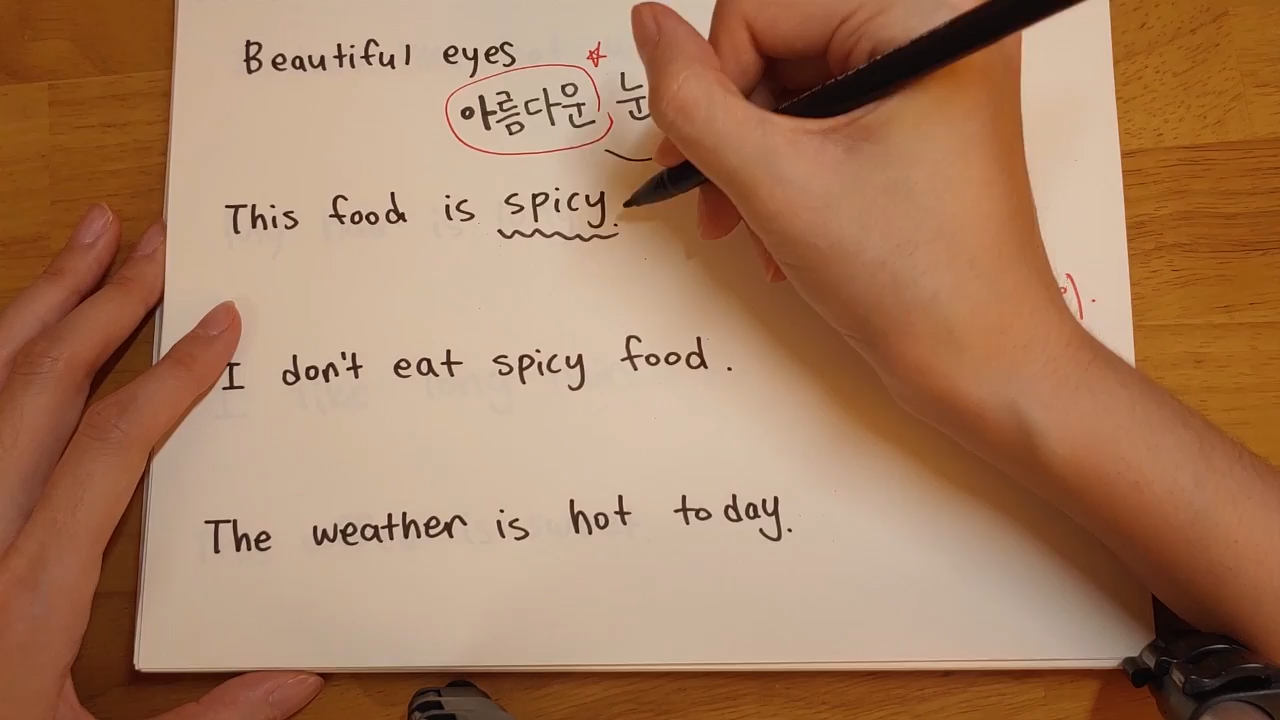 Beautiful eyes
아름다운 눈
This food is spicy.
I don't eat spicy food.
The weather is hot today.